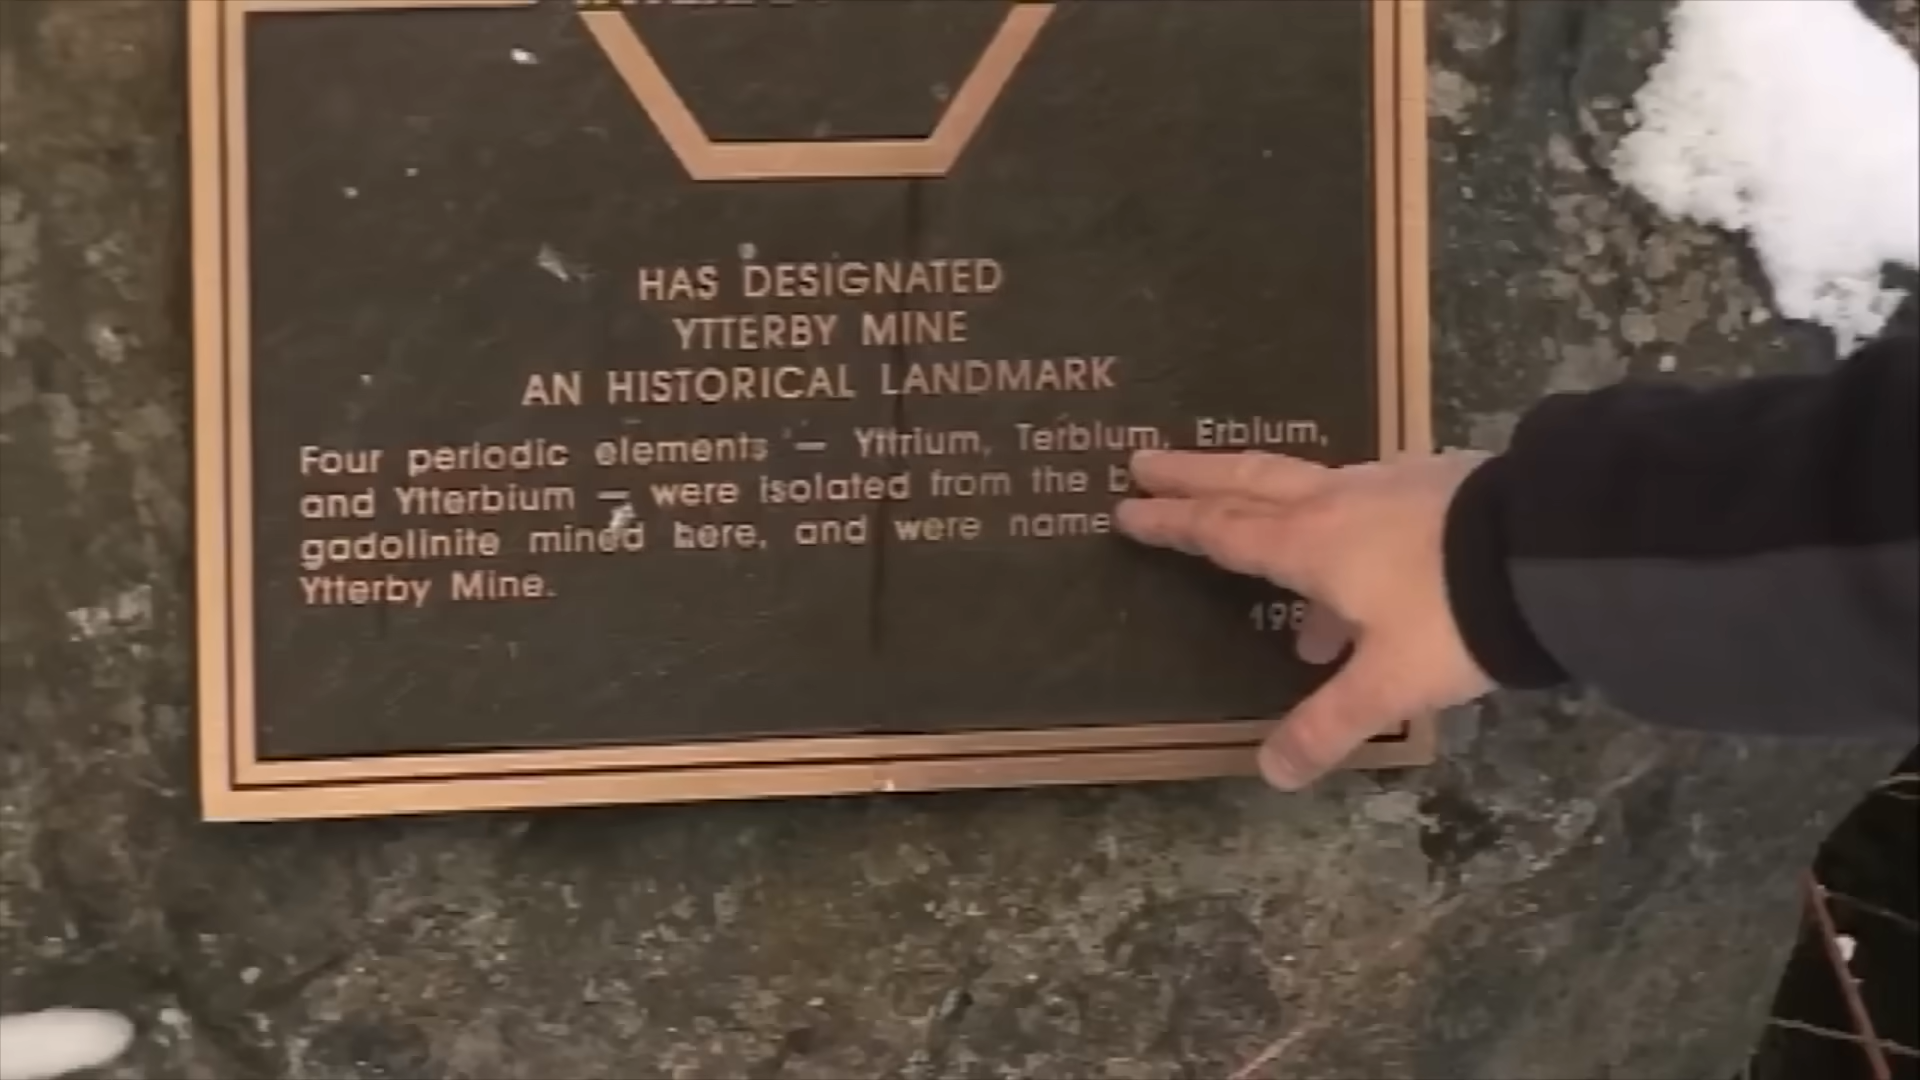 HAS DESIGNATED
YTTERBY MINE
AN HISTORICAL LANDMARK
Four periodic elements — Yttrium, Terbium, Erbium,
and Ytterbium — were isolated from the
gadolinite mined here, and were
Ytterby Mine.